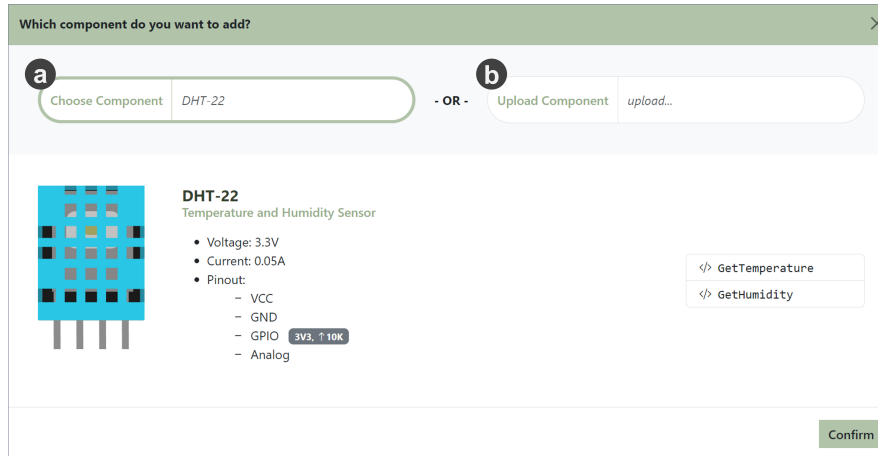 Which component do you want to add?
a
b
Choose Component DHT-22 - OR - Upload Component upload...
DHT-22
Temperature and Humidity Sensor
• Voltage: 3.3V
• Current: 0.05A
• Pinout:
– VCC
– GND
– GPIO 3V3, ↑10K
– Analog
</> GetTemperature
</> GetHumidity
Confirm